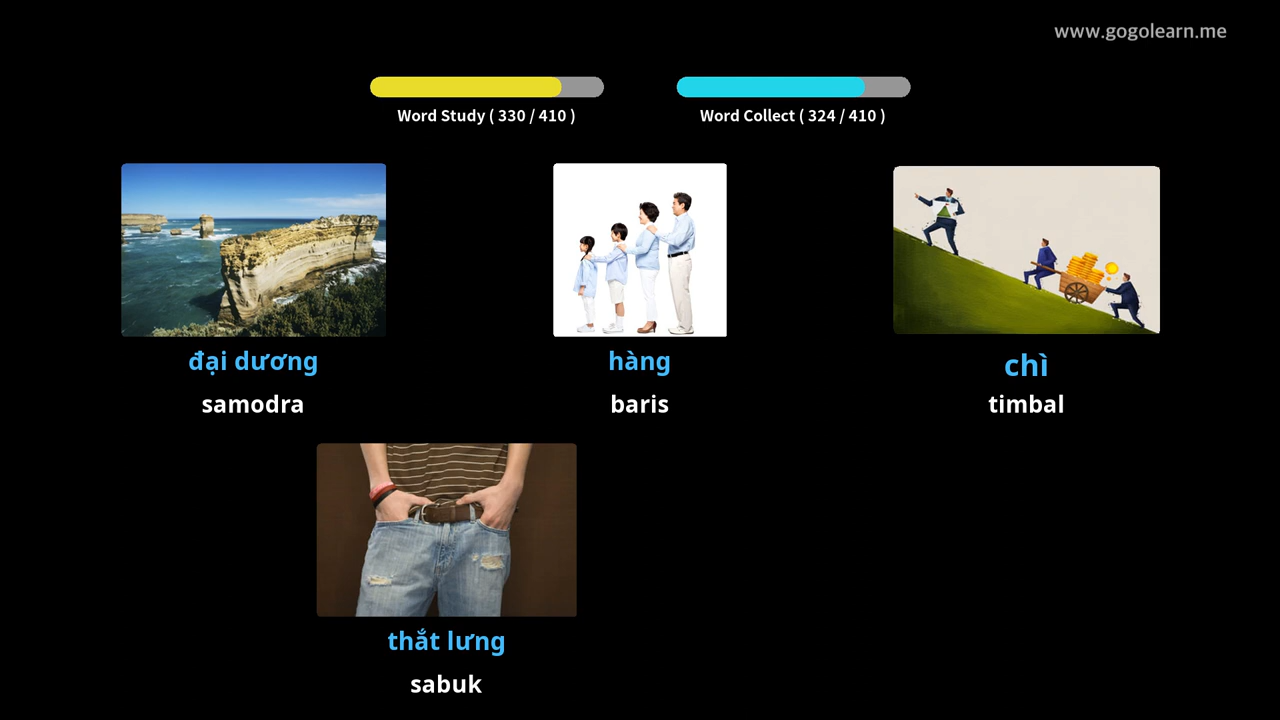 www.gogolearn.me
Word Study ( 330 / 410 )
Word Collect ( 324 / 410 )
đại dương
samodra
hàng
baris
chì
timbal
thắt lưng
sabuk